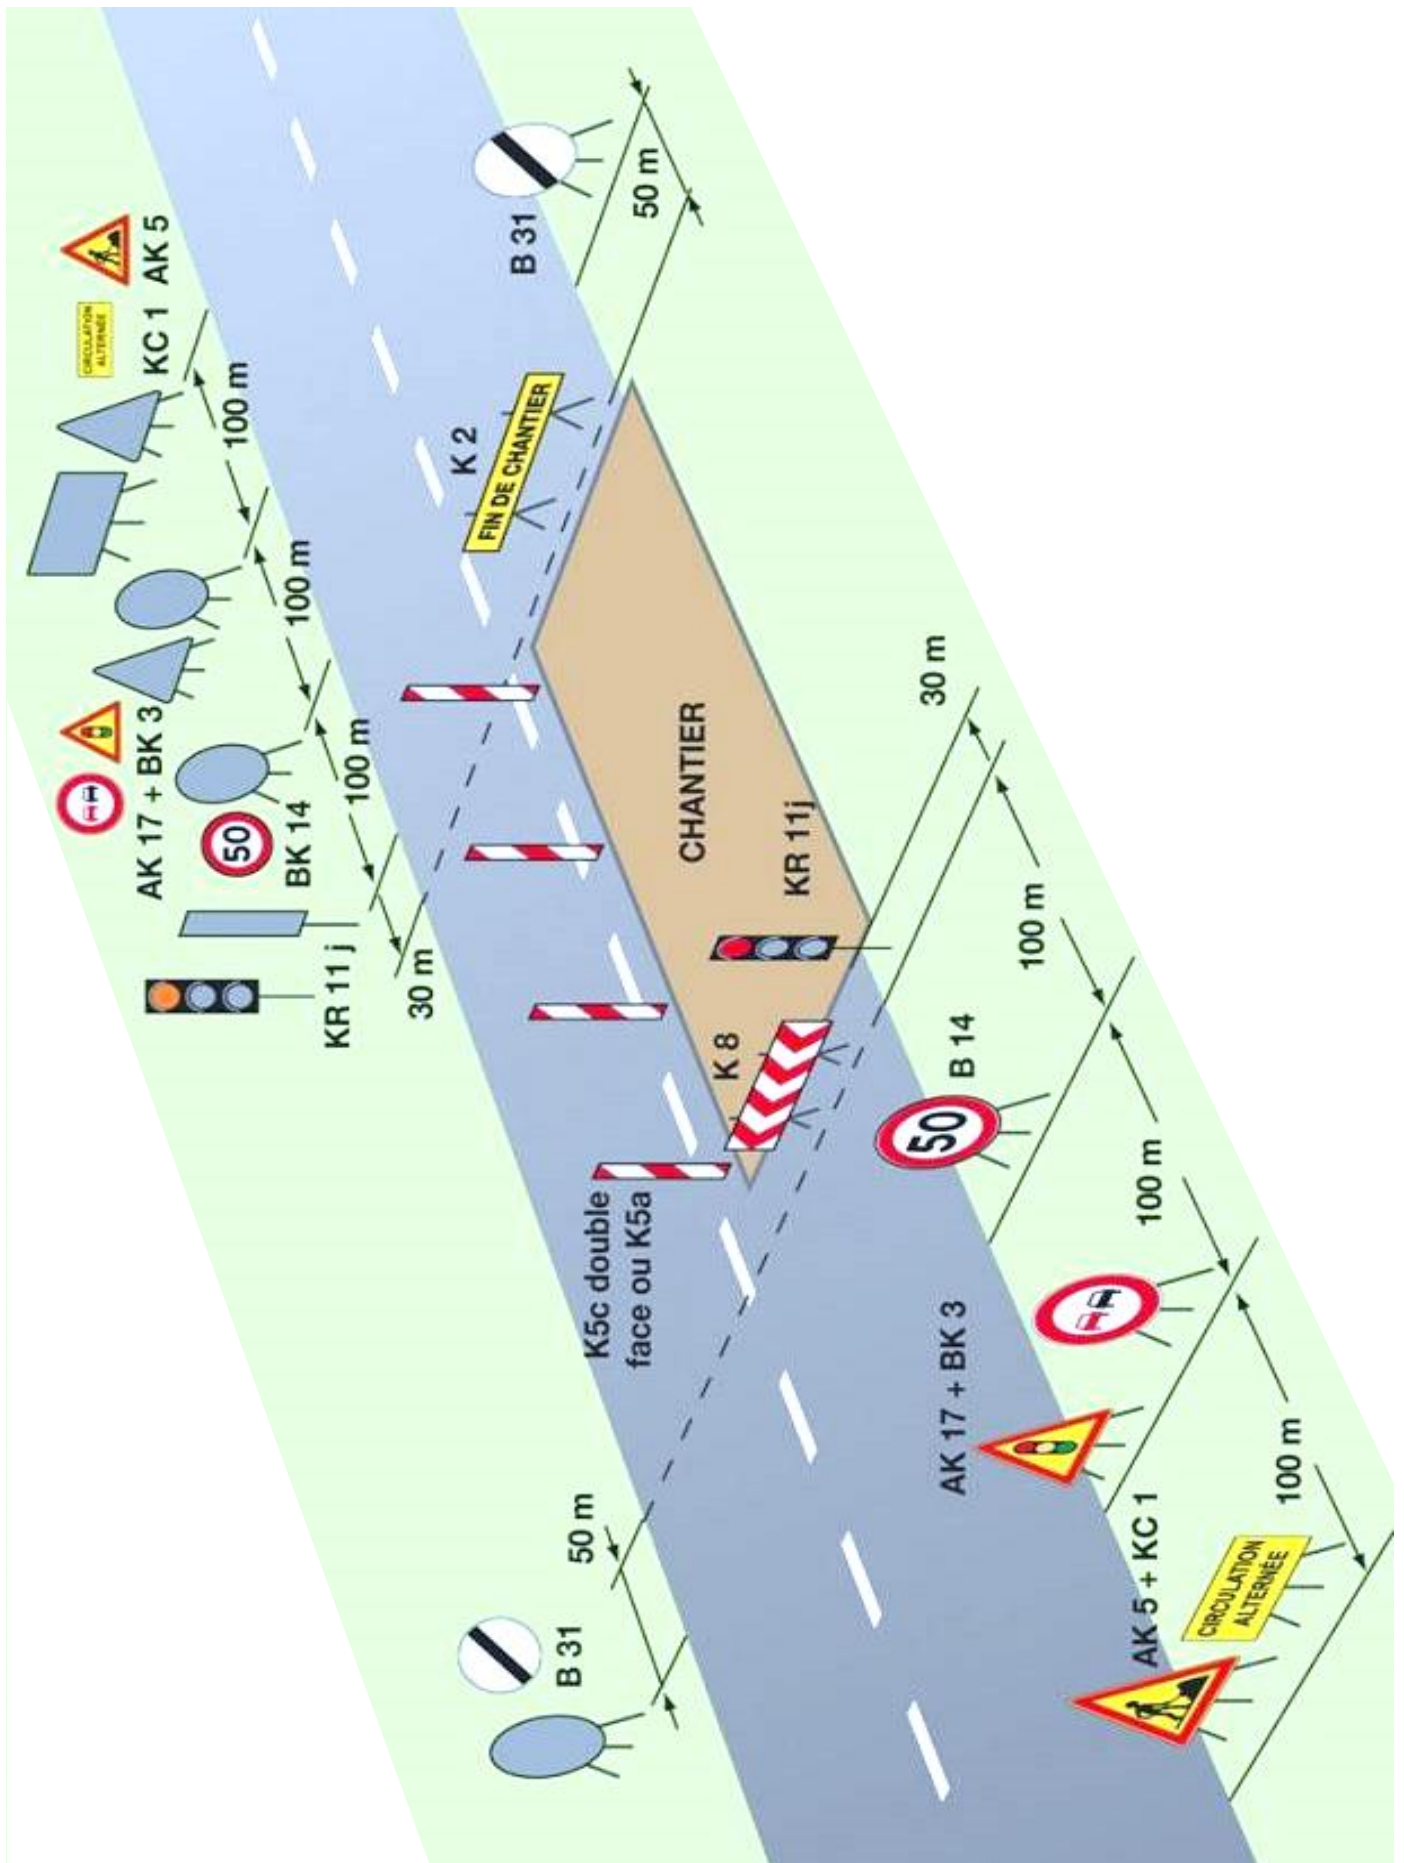 CIRCULATION
ALTERNÉE
KC 1
AK 5
100 m
100 m
AK 17 + BK 3
50
BK 14
100 m
KR 11 j
30 m
K 2
FIN DE CHANTIER
B 31
50 m
CHANTIER
KR 11j
K 8
K5c double
face ou K5a
30 m
100 m
50
B 14
100 m
AK 17 + BK 3
100 m
AK 5 + KC 1
CIRCULATION
ALTERNÉE
50 m
B 31